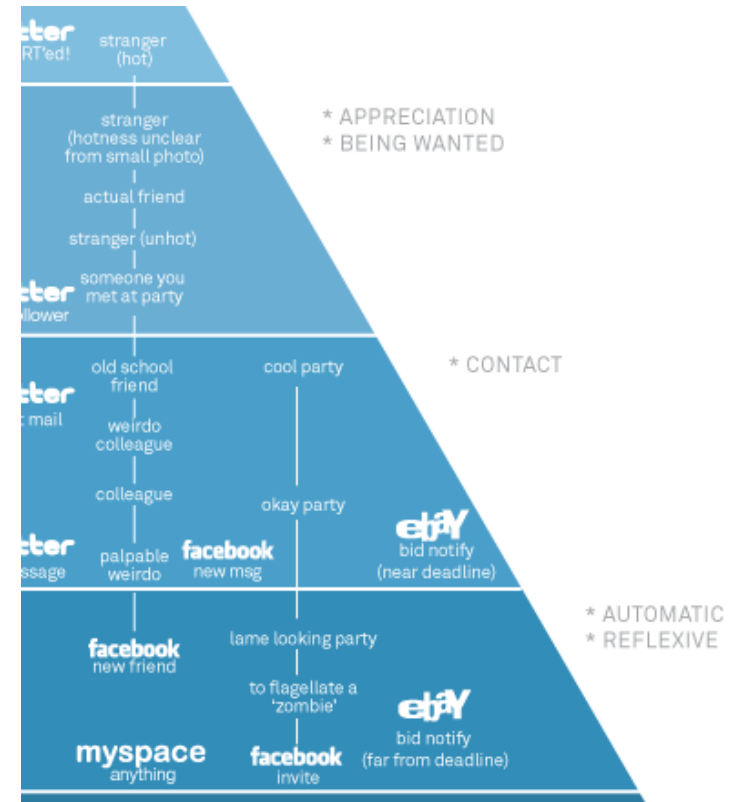 RT'ed!
stranger
(hot)
stranger
(hotness unclear
from small photo)
* APPRECIATION
* BEING WANTED
actual friend
stranger (unhot)
someone you
met at party
old school
friend
cool party
* CONTACT
mail
weirdo
colleague
colleague
okay party
palpable
weirdo
facebook
new msg
ebay
bid notify
(near deadline)
* AUTOMATIC
* REFLEXIVE
facebook
new friend
lame looking party
to flagellate a
'zombie'
ebay
bid notify
(far from deadline)
myspace
anything
facebook
invite